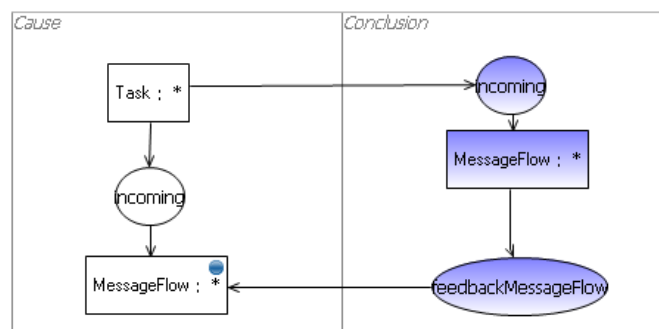 Cause
Conclusion
Task : *
incoming
MessageFlow : *
incoming
MessageFlow : *
feedbackMessageFlow